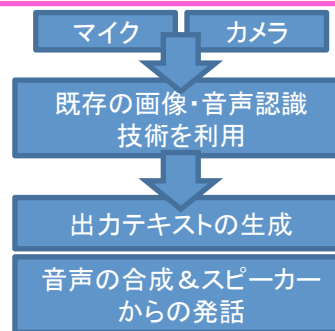 マイク カメラ
既存の画像・音声認識
技術を利用
出力テキストの生成
音声の合成＆スピーカー
からの発話